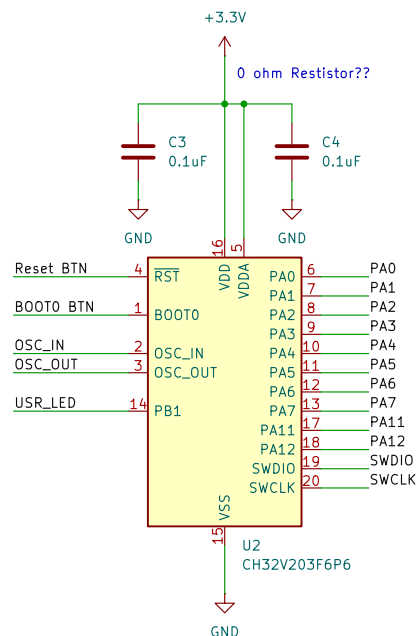 +3.3V
0 ohm Restistor??
C3
0.1uF
C4
0.1uF
GND
GND
16
5
VDD
VDDA
Reset BTN
4
RST
BOOT0 BTN
1
BOOT0
OSC_IN
2
OSC_IN
OSC_OUT
3
OSC_OUT
USR_LED
14
PB1
PA0
6
PA0
PA1
7
PA1
PA2
8
PA2
PA3
9
PA3
PA4
10
PA4
PA5
11
PA5
PA6
12
PA6
PA7
13
PA7
PA11
17
PA11
PA12
18
PA12
SWDIO
19
SWDIO
SWCLK
20
SWCLK
VSS
15
U2
CH32V203F6P6
GND